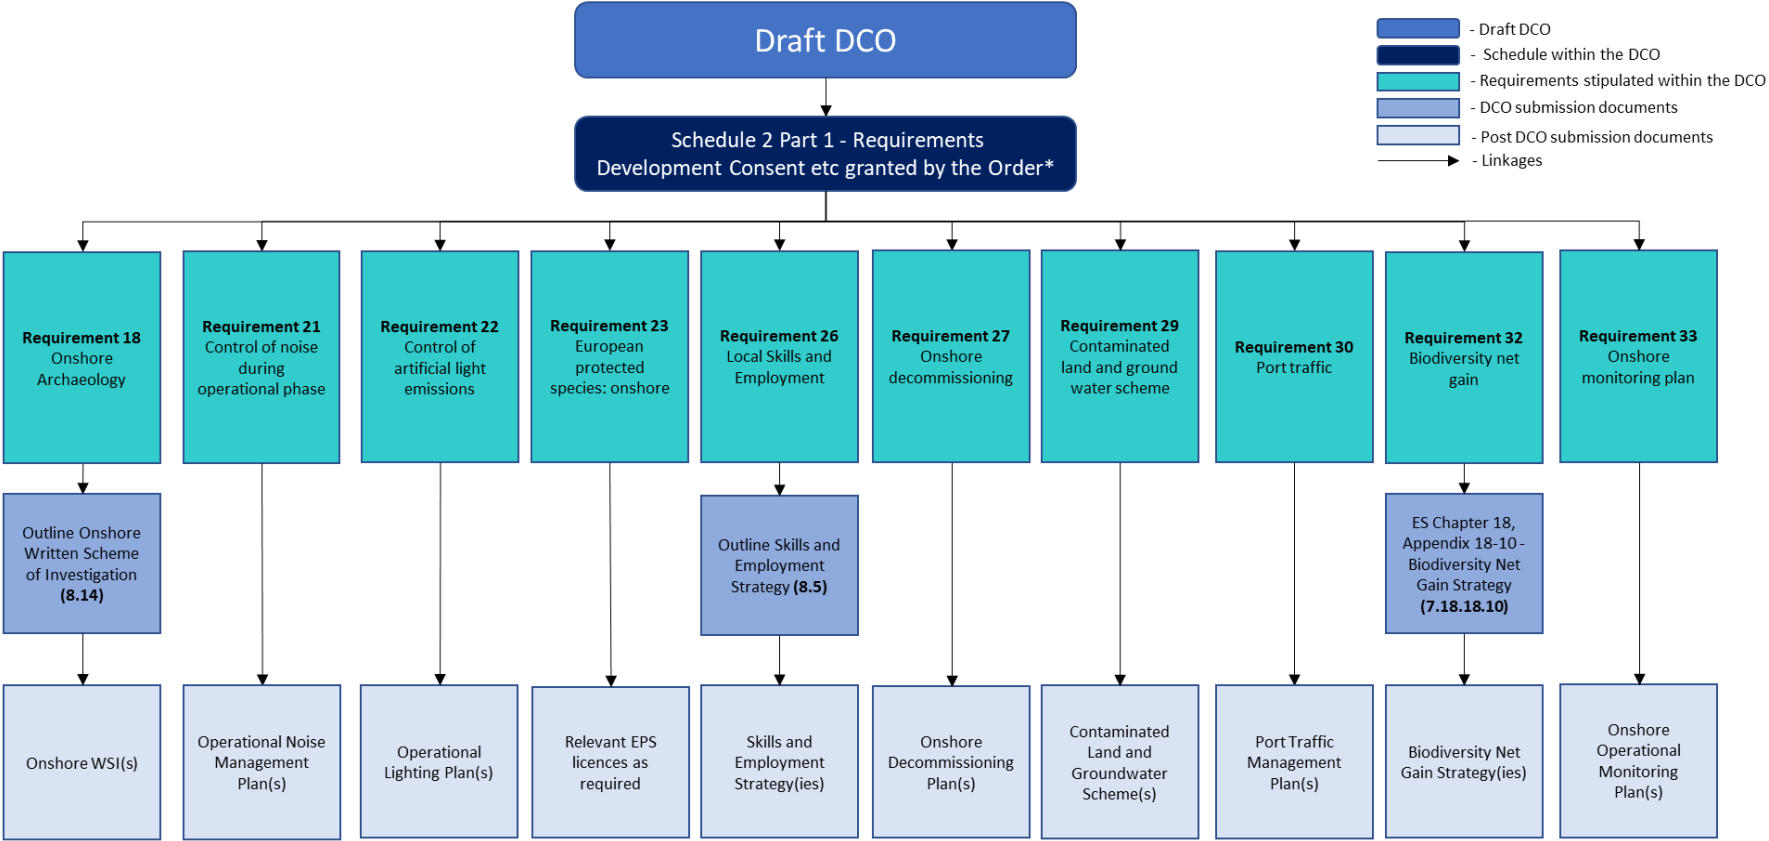 Draft DCO
- Draft DCO
- Schedule within the DCO
- Requirements stipulated within the DCO
- DCO submission documents
- Post DCO submission documents
- Linkages
Schedule 2 Part 1 - Requirements
Development Consent etc granted by the Order*
Requirement 18
Onshore
Archaeology
Requirement 21
Control of noise
during
operational phase
Requirement 22
Control of
artificial light
emissions
Requirement 23
European
protected
species: onshore
Requirement 26
Local Skills and
Employment
Requirement 27
Onshore
decommissioning
Requirement 29
Contaminated
land and ground
water scheme
Requirement 30
Port traffic
Requirement 32
Biodiversity net
gain
Requirement 33
Onshore
monitoring plan
Outline Onshore
Written Scheme
of Investigation
(8.14)
Outline Skills and
Employment
Strategy (8.5)
ES Chapter 18,
Appendix 18-10 -
Biodiversity Net
Gain Strategy
(7.18.18.10)
Onshore WSI(s)
Operational Noise
Management
Plan(s)
Operational
Lighting Plan(s)
Relevant EPS
licences as
required
Skills and
Employment
Strategy(ies)
Onshore
Decommissioning
Plan(s)
Contaminated
Land and
Groundwater
Scheme(s)
Port Traffic
Management
Plan(s)
Biodiversity Net
Gain Strategy(ies)
Onshore
Operational
Monitoring
Plan(s)